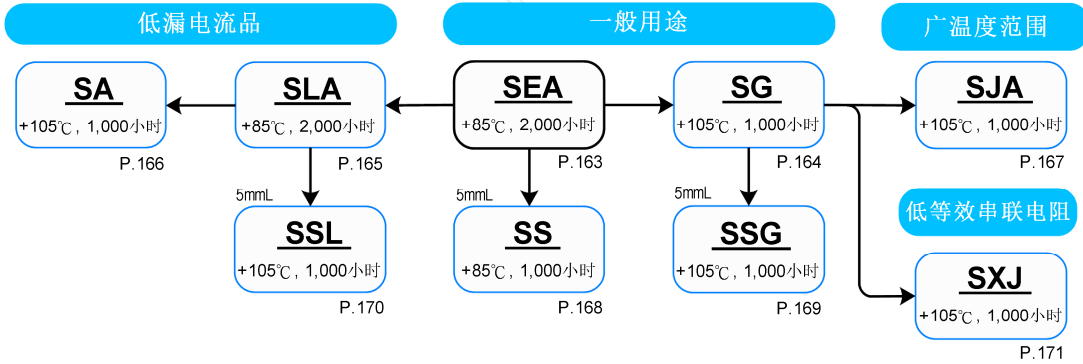 低漏电流品
一般用途
广温度范围
SA
+105℃, 1,000小时
P.166
SLA
+85℃, 2,000小时
P.165
SEA
+85℃, 2,000小时
P.163
SG
+105℃, 1,000小时
P.164
SJA
+105℃, 1,000小时
P.167
5mmL
SSL
+105℃, 1,000小时
P.170
5mmL
SS
+85℃, 1,000小时
P.168
5mmL
SSG
+105℃, 1,000小时
P.169
低等效串联电阻
SXJ
+105℃, 1,000小时
P.171